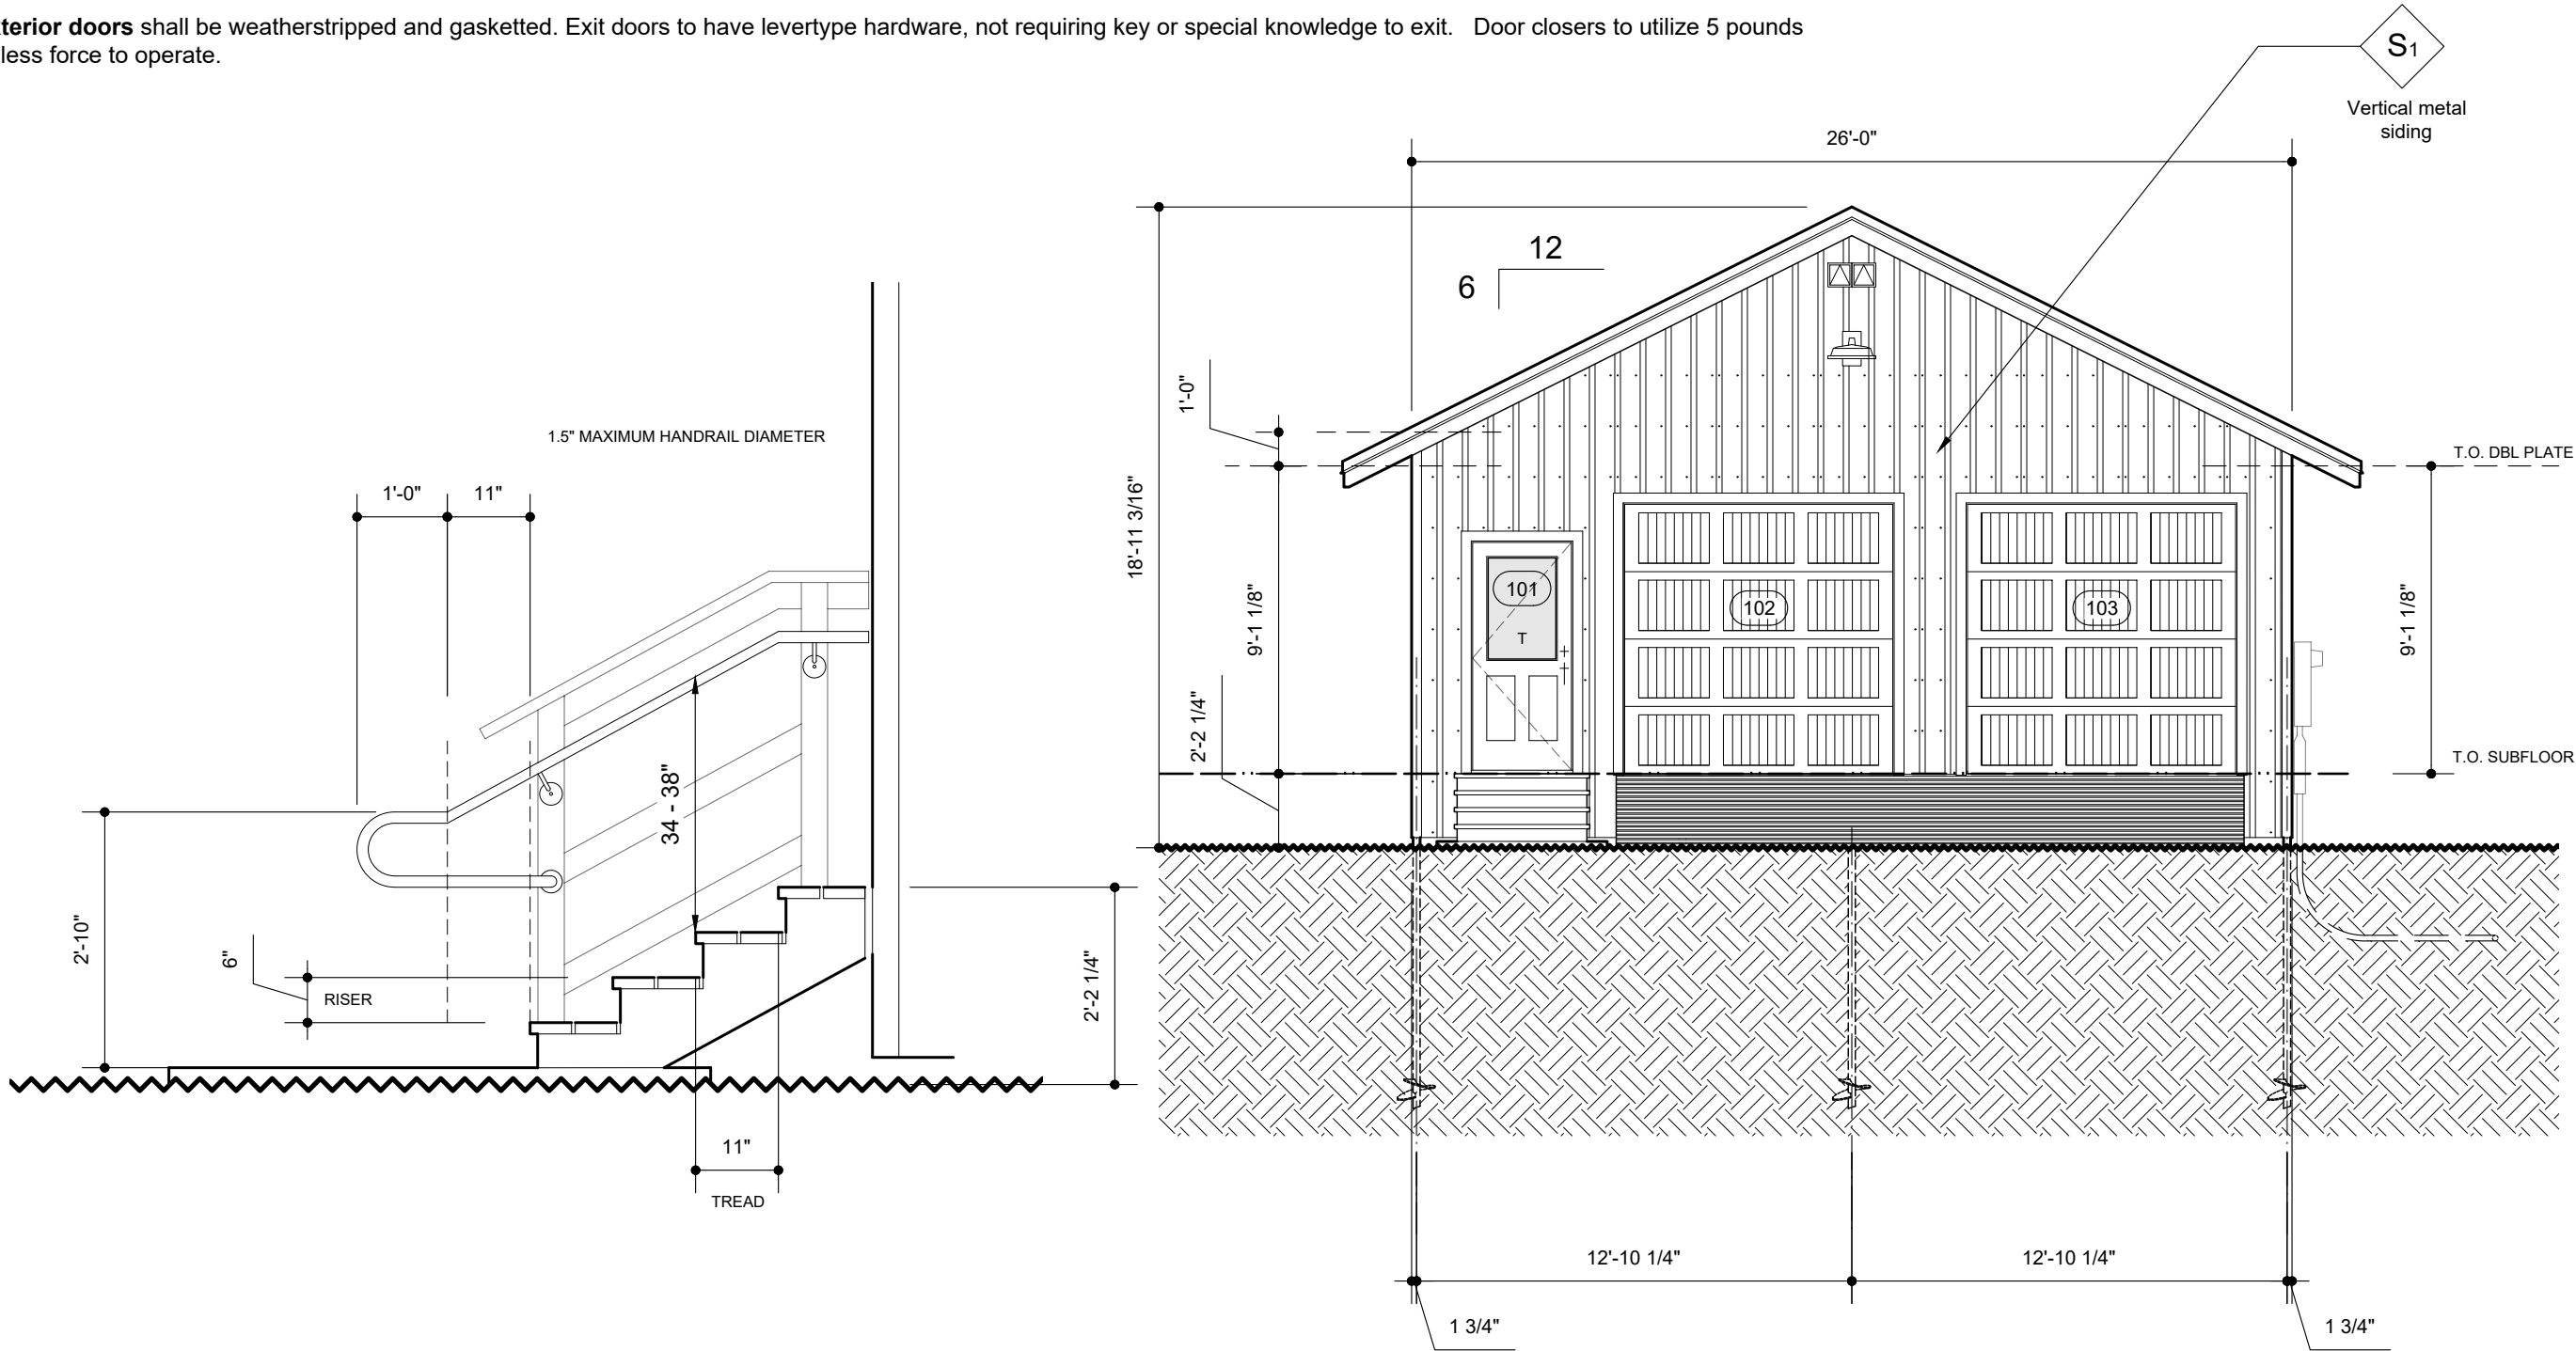 terior doors shall be weatherstripped and gasketted. Exit doors to have levertype hardware, not requiring key or special knowledge to exit. Door closers to utilize 5 pounds
less force to operate.
S1
Vertical metal
siding
26'-0"
12
6
1'-0"
18'-11 3/16"
9'-1 1/8"
2'-2 1/4"
T.O. DBL PLATE
9'-1 1/8"
T.O. SUBFLOOR
101
T
102
103
12'-10 1/4"
12'-10 1/4"
1 3/4"
1 3/4"
1.5" MAXIMUM HANDRAIL DIAMETER
1'-0"
11"
34 - 38"
2'-10"
6"
RISER
2'-2 1/4"
11"
TREAD